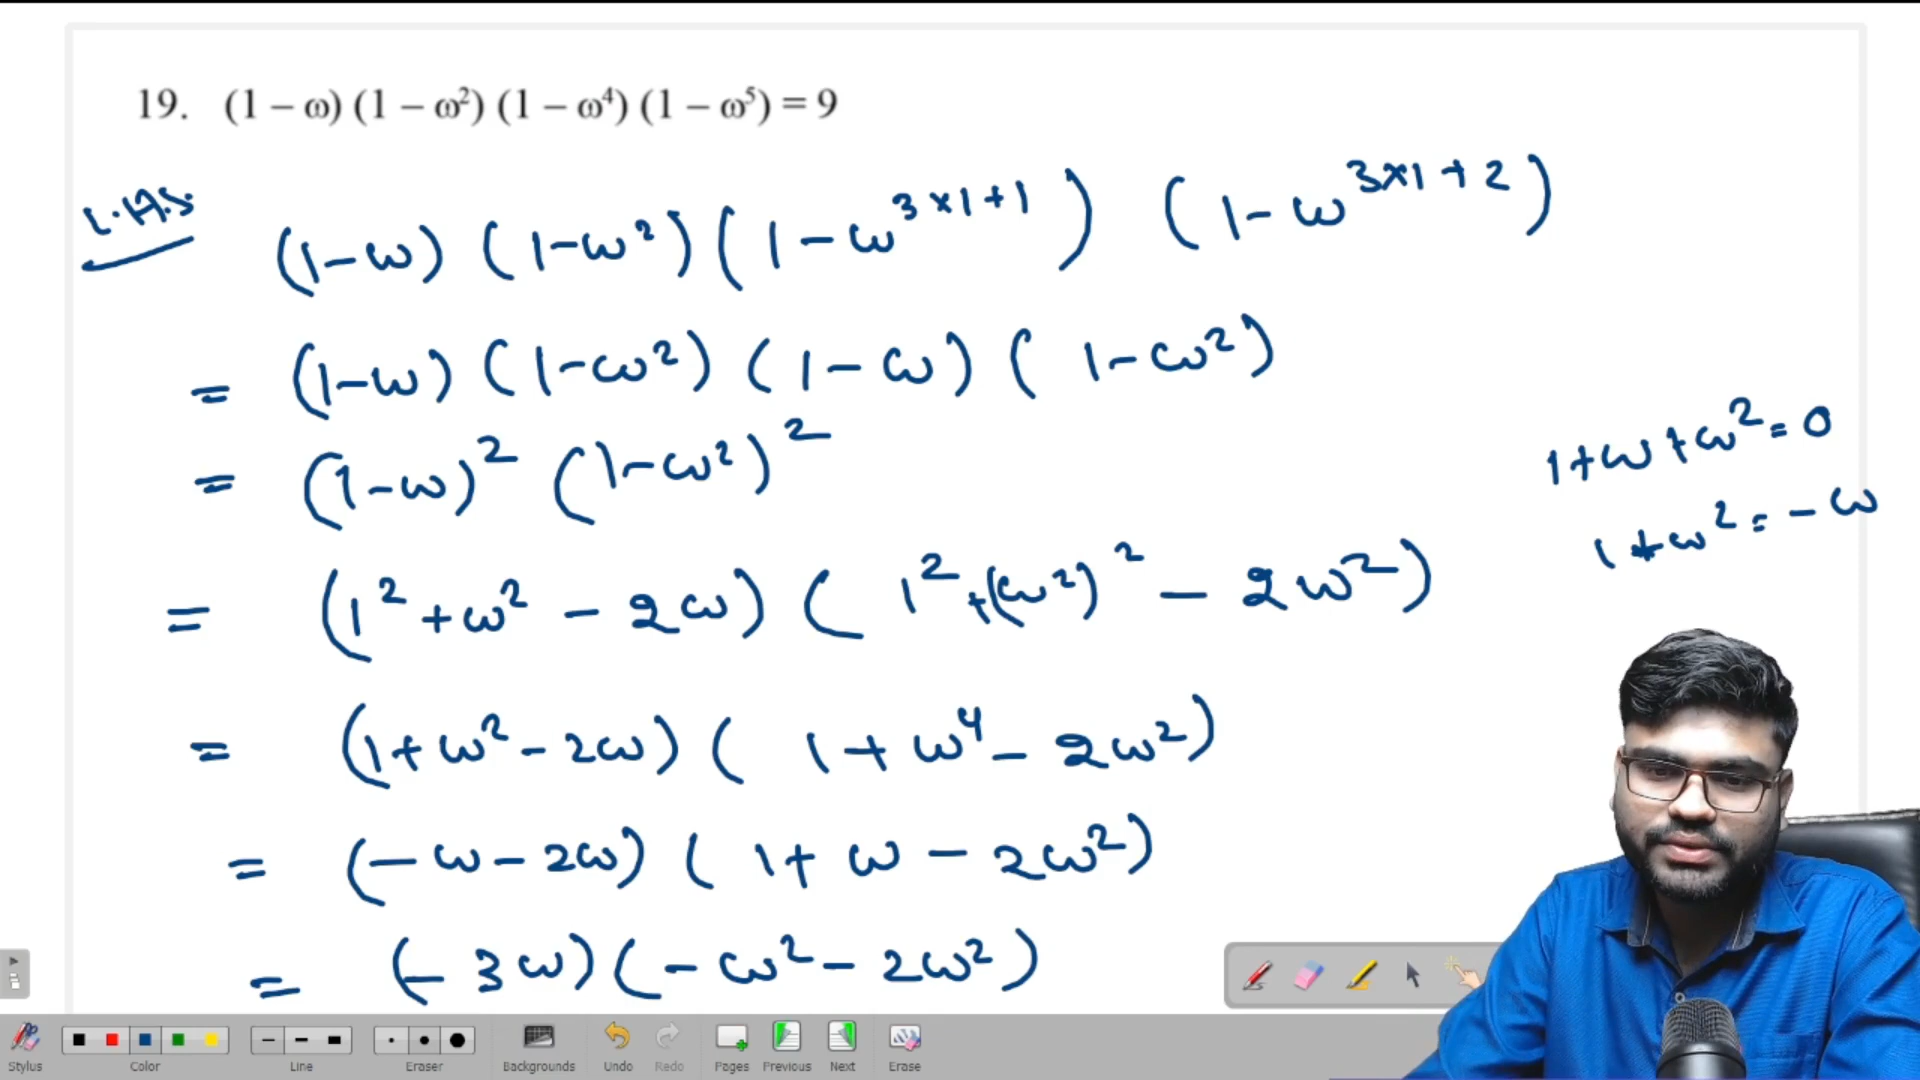 19. (1 – ω) (1 – ω²) (1 – ω⁴) (1 – ω⁵) = 9
L.H.S.
(1-ω) (1-ω²) (1-ω^{3×1+1}) (1-ω^{3×1+2})
= (1-ω) (1-ω²) (1-ω) (1-ω²)
= (1-ω)² (1-ω²)²
1+ω+ω²=0
1+ω²=-ω
= (1²+ω²-2ω) (1²+(ω²)²-2ω²)
= (1+ω²-2ω) (1+ω⁴-2ω²)
= (-ω-2ω) (1+ω-2ω²)
= (-3ω) (-ω²-2ω²)
Stylus Color Line Eraser Backgrounds Undo Redo Pages Previous Next Erase